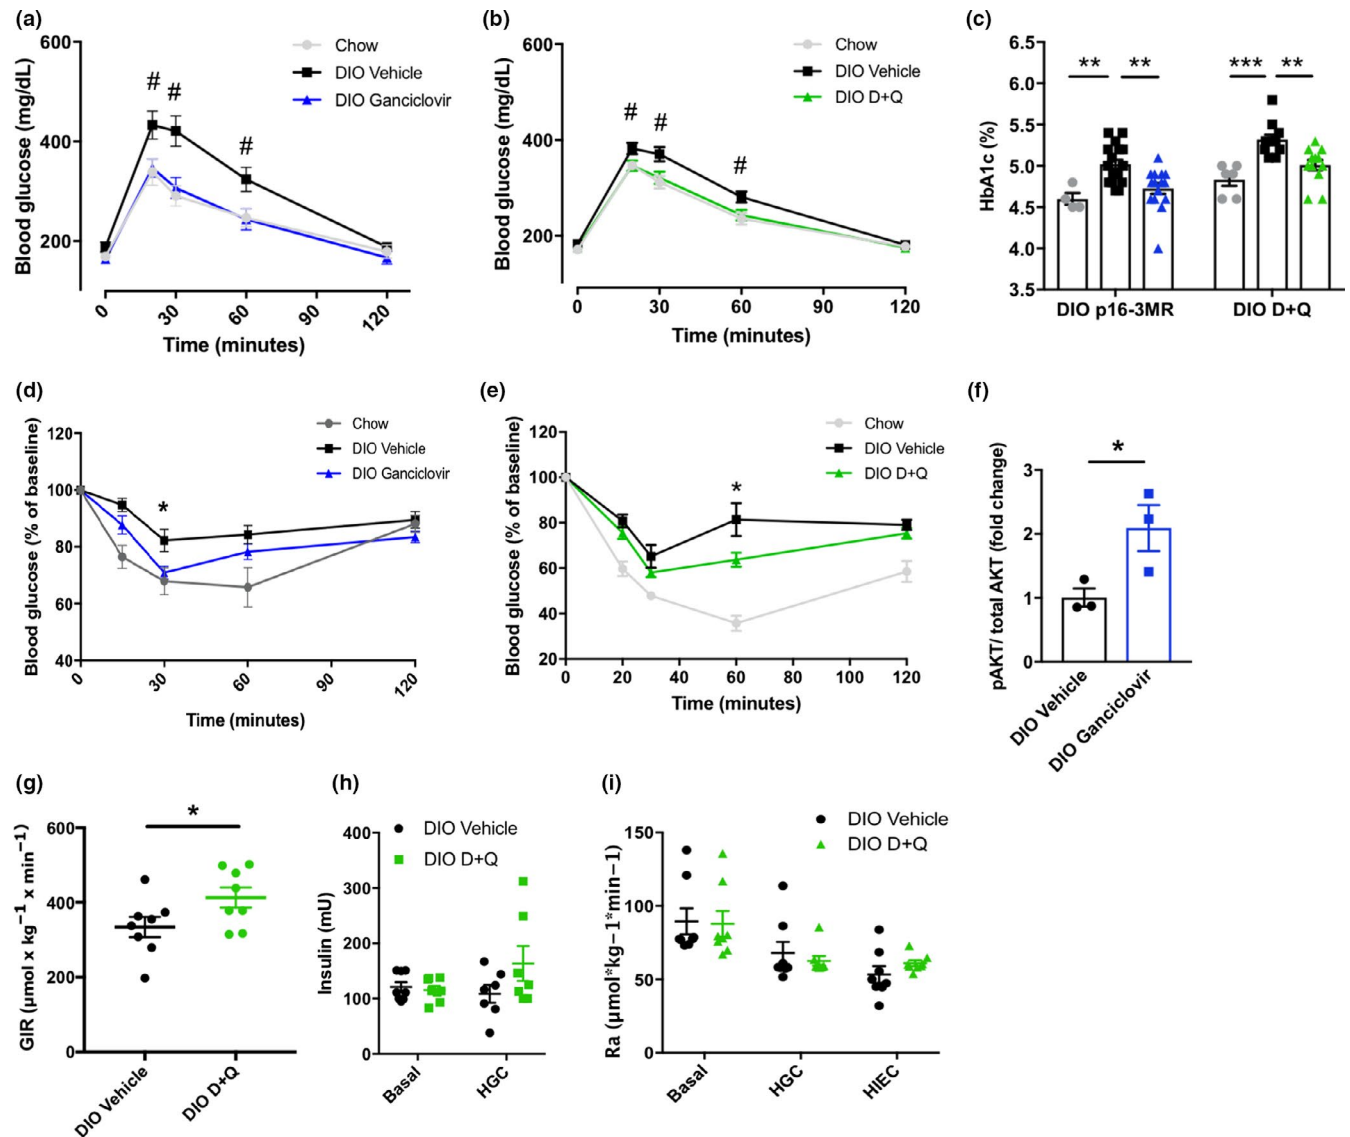 (a)
Blood glucose (mg/dL)
600
400
200
# # #
Chow
DIO Vehicle
DIO Ganciclovir
0 30 60 90 120
Time (minutes)
(b)
Blood glucose (mg/dL)
600
400
200
# # #
Chow
DIO Vehicle
DIO D+Q
0 30 60 90 120
Time (minutes)
(c)
HbA1c (%)
6.5
6.0
5.5
5.0
4.5
4.0
3.5
** ** *** **
DIO p16-3MR DIO D+Q
(d)
Blood glucose (% of baseline)
120
100
80
60
40
*
Chow
DIO Vehicle
DIO Ganciclovir
0 30 60 90 120
Time (minutes)
(e)
Blood glucose (% of baseline)
120
100
80
60
40
20
*
Chow
DIO Vehicle
DIO D+Q
0 20 40 60 80 100 120
Time (minutes)
(f)
pAKT/ total AKT (fold change)
3
2
1
0
*
DIO Vehicle
DIO Ganciclovir
(g)
GIR (µmol x kg⁻¹ x min⁻¹)
600
400
200
0
*
DIO Vehicle
DIO D+Q
(h)
Insulin (mU)
400
300
200
100
0
DIO Vehicle
DIO D+Q
Basal HGC
(i)
Ra (µmol*kg−1*min−1)
150
100
50
0
DIO Vehicle
DIO D+Q
Basal HGC HIEC